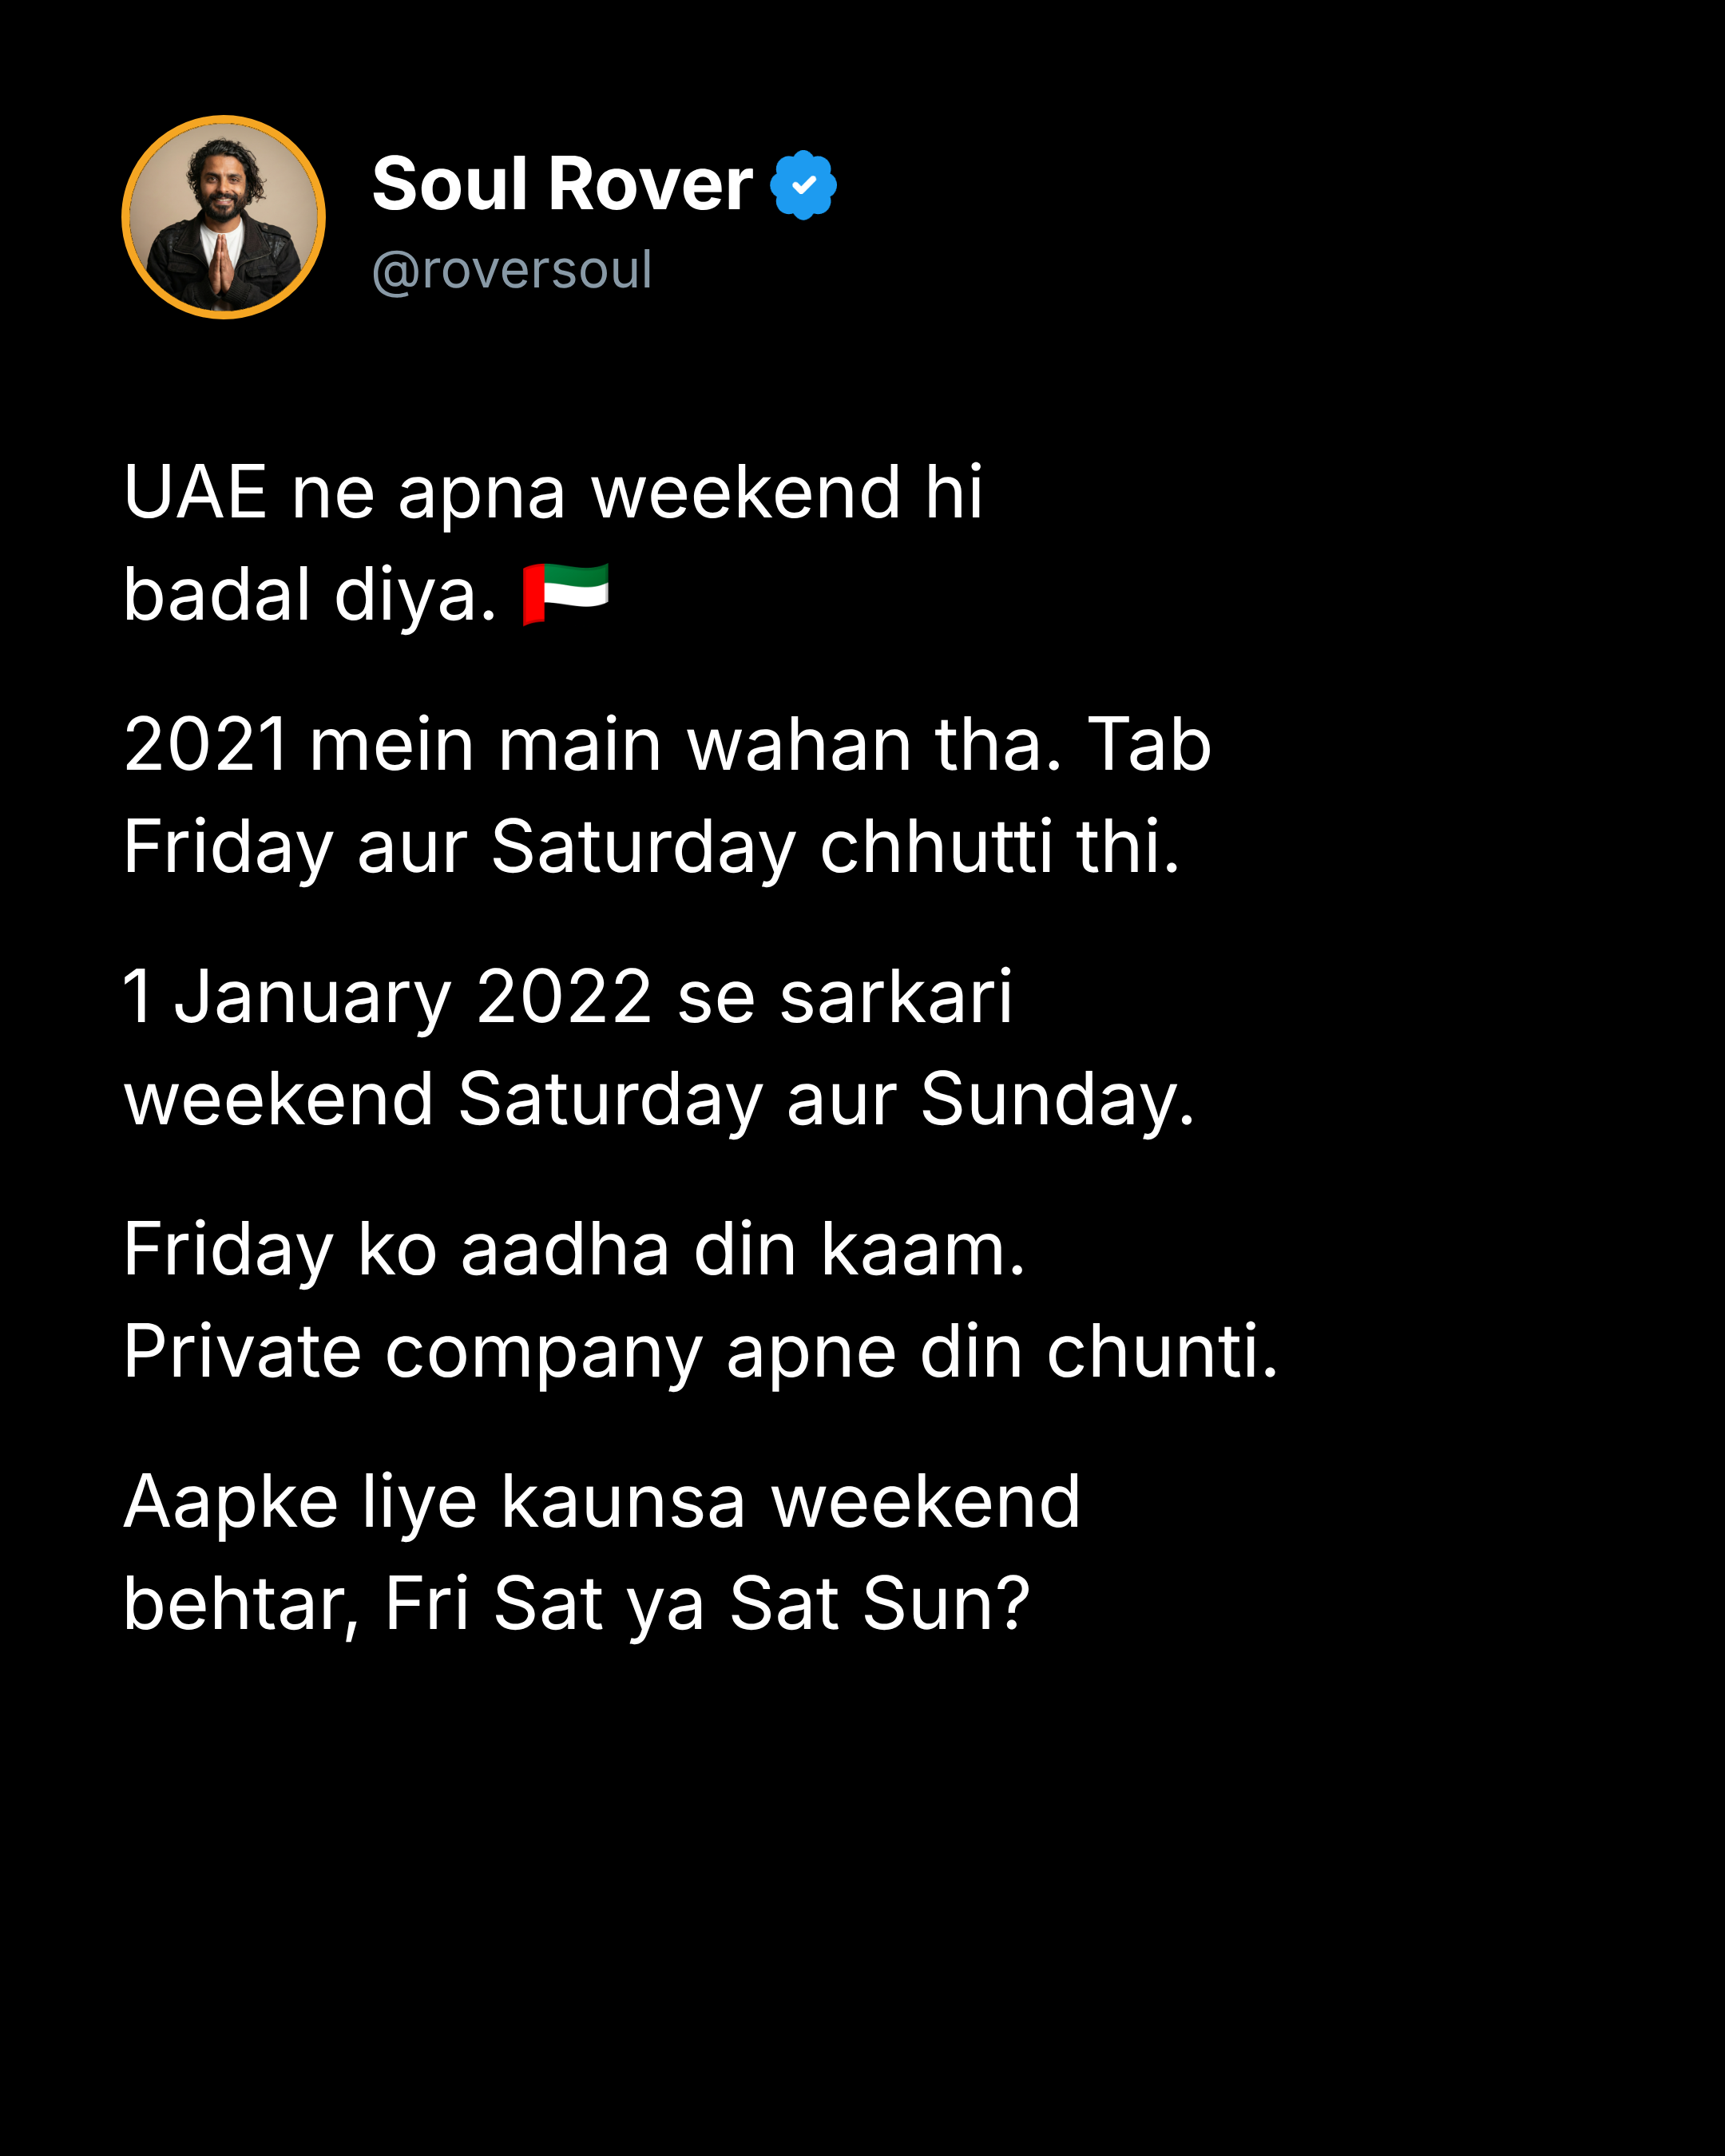 Soul Rover
@roversoul
UAE ne apna weekend hi
badal diya. 🇦🇪
2021 mein main wahan tha. Tab
Friday aur Saturday chhutti thi.
1 January 2022 se sarkari
weekend Saturday aur Sunday.
Friday ko aadha din kaam.
Private company apne din chunti.
Aapke liye kaunsa weekend
behtar, Fri Sat ya Sat Sun?